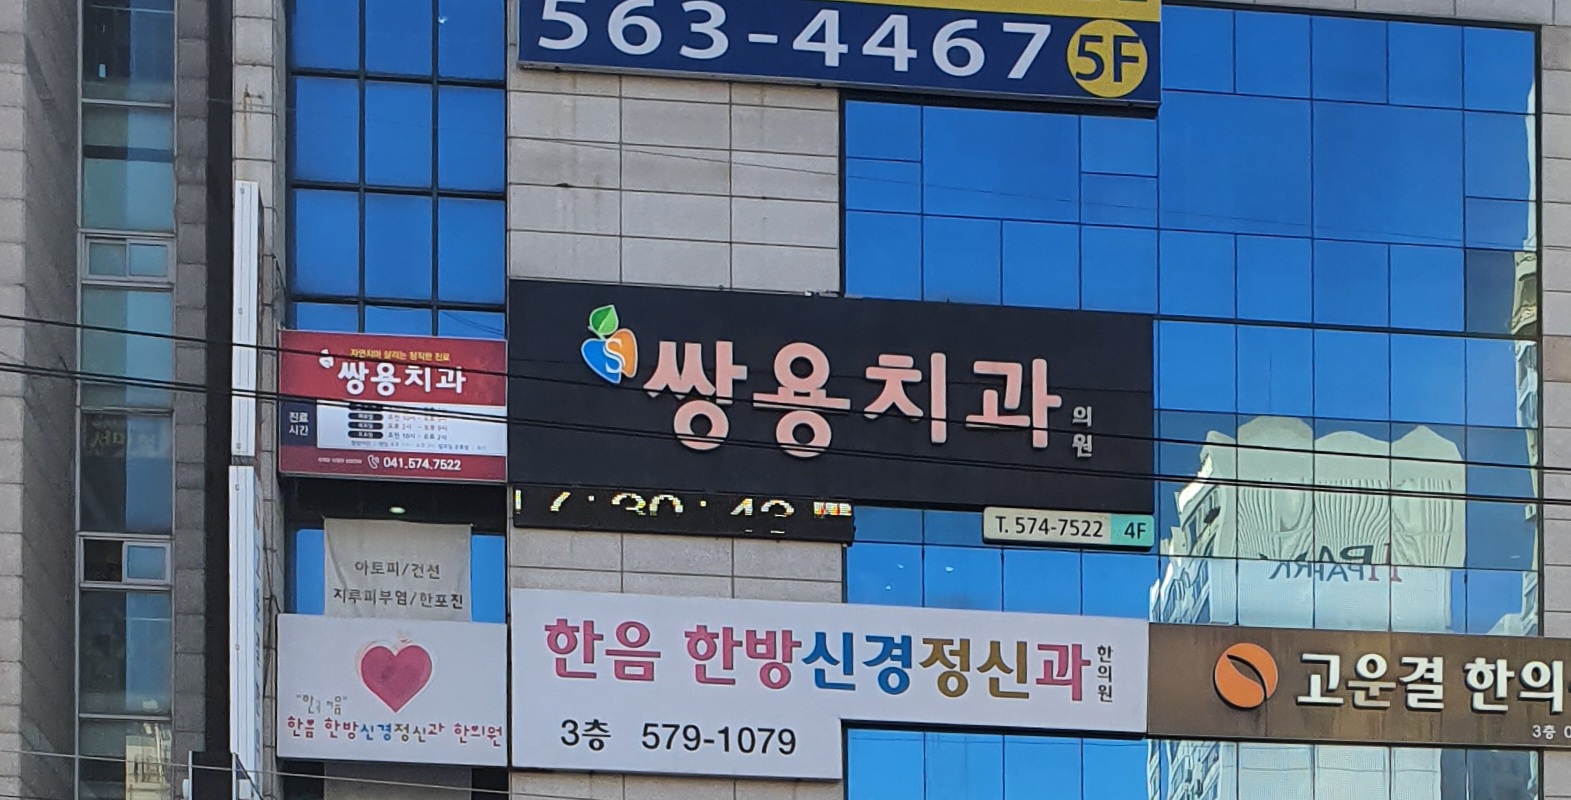 563-4467 5F
자연치아 살리는 정직한 진료
쌍용치과
진료
시간
041.574.7522
S
쌍용치과 의원
T. 574-7522 4F
아토피/건선
지루피부염/한포진
한음 한방신경정신과 한의원
한음 한방신경정신과 한의원
3층 579-1079
고운결 한의
3층
IPARK